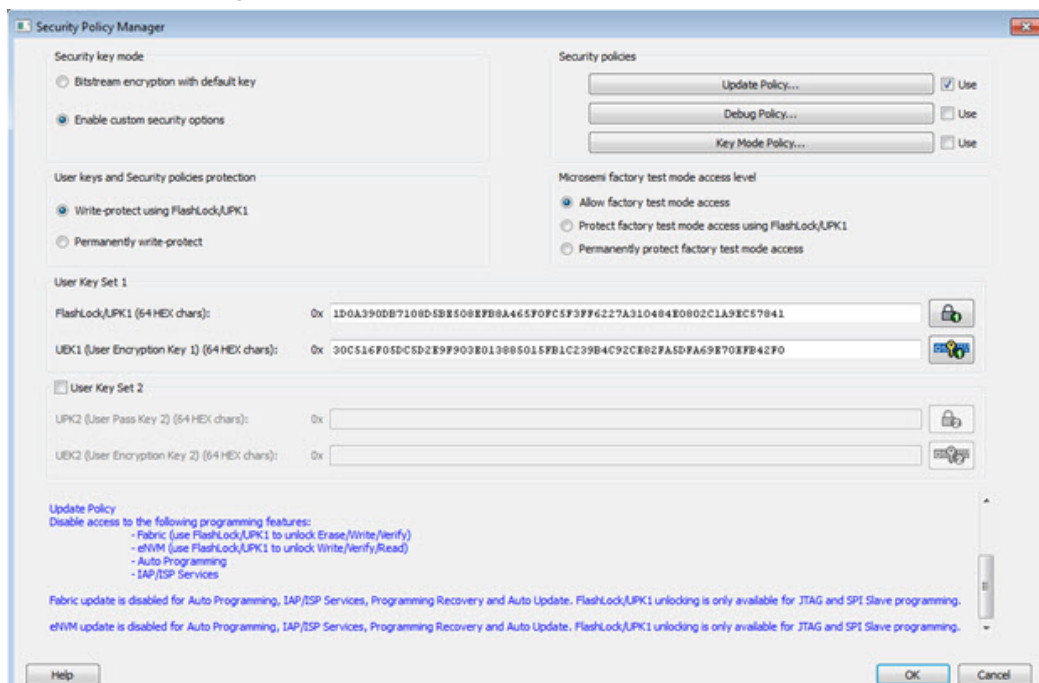 Security Policy Manager
Security key mode
Bitstream encryption with default key
Enable custom security options
Security policies
Update Policy... Use
Debug Policy... Use
Key Mode Policy... Use
User keys and Security policies protection
Write-protect using FlashLock/UPK1
Permanently write-protect
Microsemi factory test mode access level
Allow factory test mode access
Protect factory test mode access using FlashLock/UPK1
Permanently protect factory test mode access
User Key Set 1
FlashLock/UPK1 (64 HEX chars): 0x 1D0A390DB7108D5BE508EFB8A465F0FC5F3FF6227A310484E0802C1A9EC57841
UEK1 (User Encryption Key 1) (64 HEX chars): 0x 30C516F05DC5D2E9F903E013885015FB1C239B4C92CE82FA5DFA69E70EFB42F0
User Key Set 2
UPK2 (User Pass Key 2) (64 HEX chars): 0x
UEK2 (User Encryption Key 2) (64 HEX chars): 0x
Update Policy
Disable access to the following programming features:
- Fabric (use FlashLock/UPK1 to unlock Erase/Write/Verify)
- eNVM (use FlashLock/UPK1 to unlock Write/Verify/Read)
- Auto Programming
- IAP/ISP Services
Fabric update is disabled for Auto Programming, IAP/ISP Services, Programming Recovery and Auto Update. FlashLock/UPK1 unlocking is only available for JTAG and SPI Slave programming.
eNVM update is disabled for Auto Programming, IAP/ISP Services, Programming Recovery and Auto Update. FlashLock/UPK1 unlocking is only available for JTAG and SPI Slave programming.
Help OK Cancel